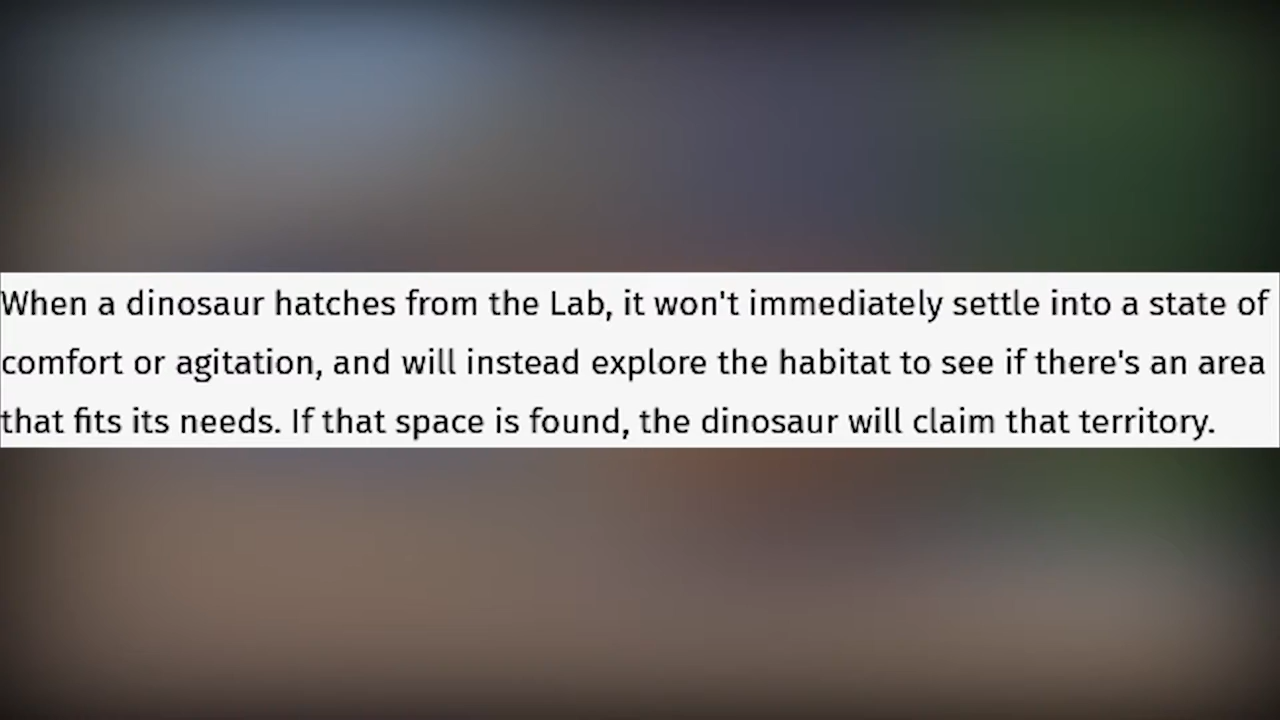 When a dinosaur hatches from the Lab, it won't immediately settle into a state of
comfort or agitation, and will instead explore the habitat to see if there's an area
that fits its needs. If that space is found, the dinosaur will claim that territory.